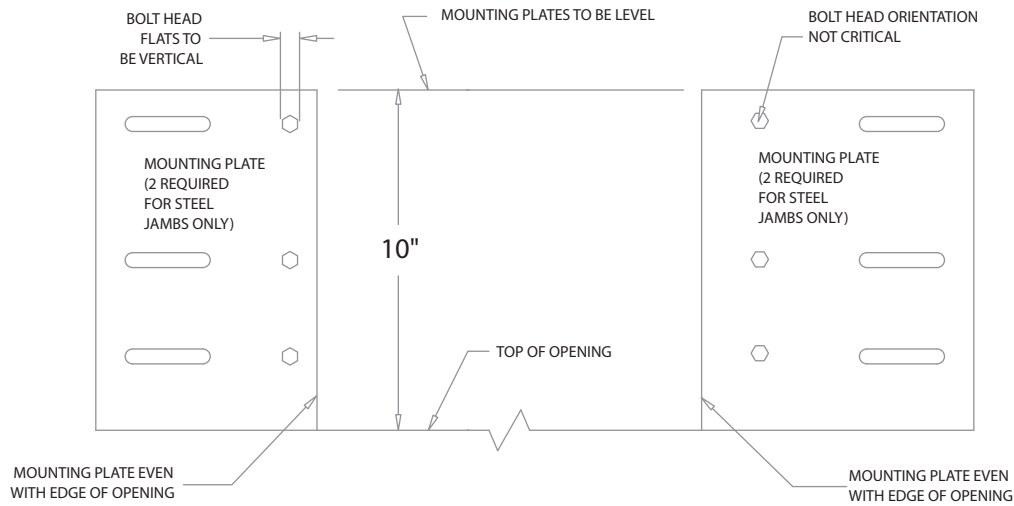 BOLT HEAD
FLATS TO
BE VERTICAL
MOUNTING PLATES TO BE LEVEL
BOLT HEAD ORIENTATION
NOT CRITICAL
MOUNTING PLATE
(2 REQUIRED
FOR STEEL
JAMBS ONLY)
MOUNTING PLATE
(2 REQUIRED
FOR STEEL
JAMBS ONLY)
10"
TOP OF OPENING
MOUNTING PLATE EVEN
WITH EDGE OF OPENING
MOUNTING PLATE EVEN
WITH EDGE OF OPENING